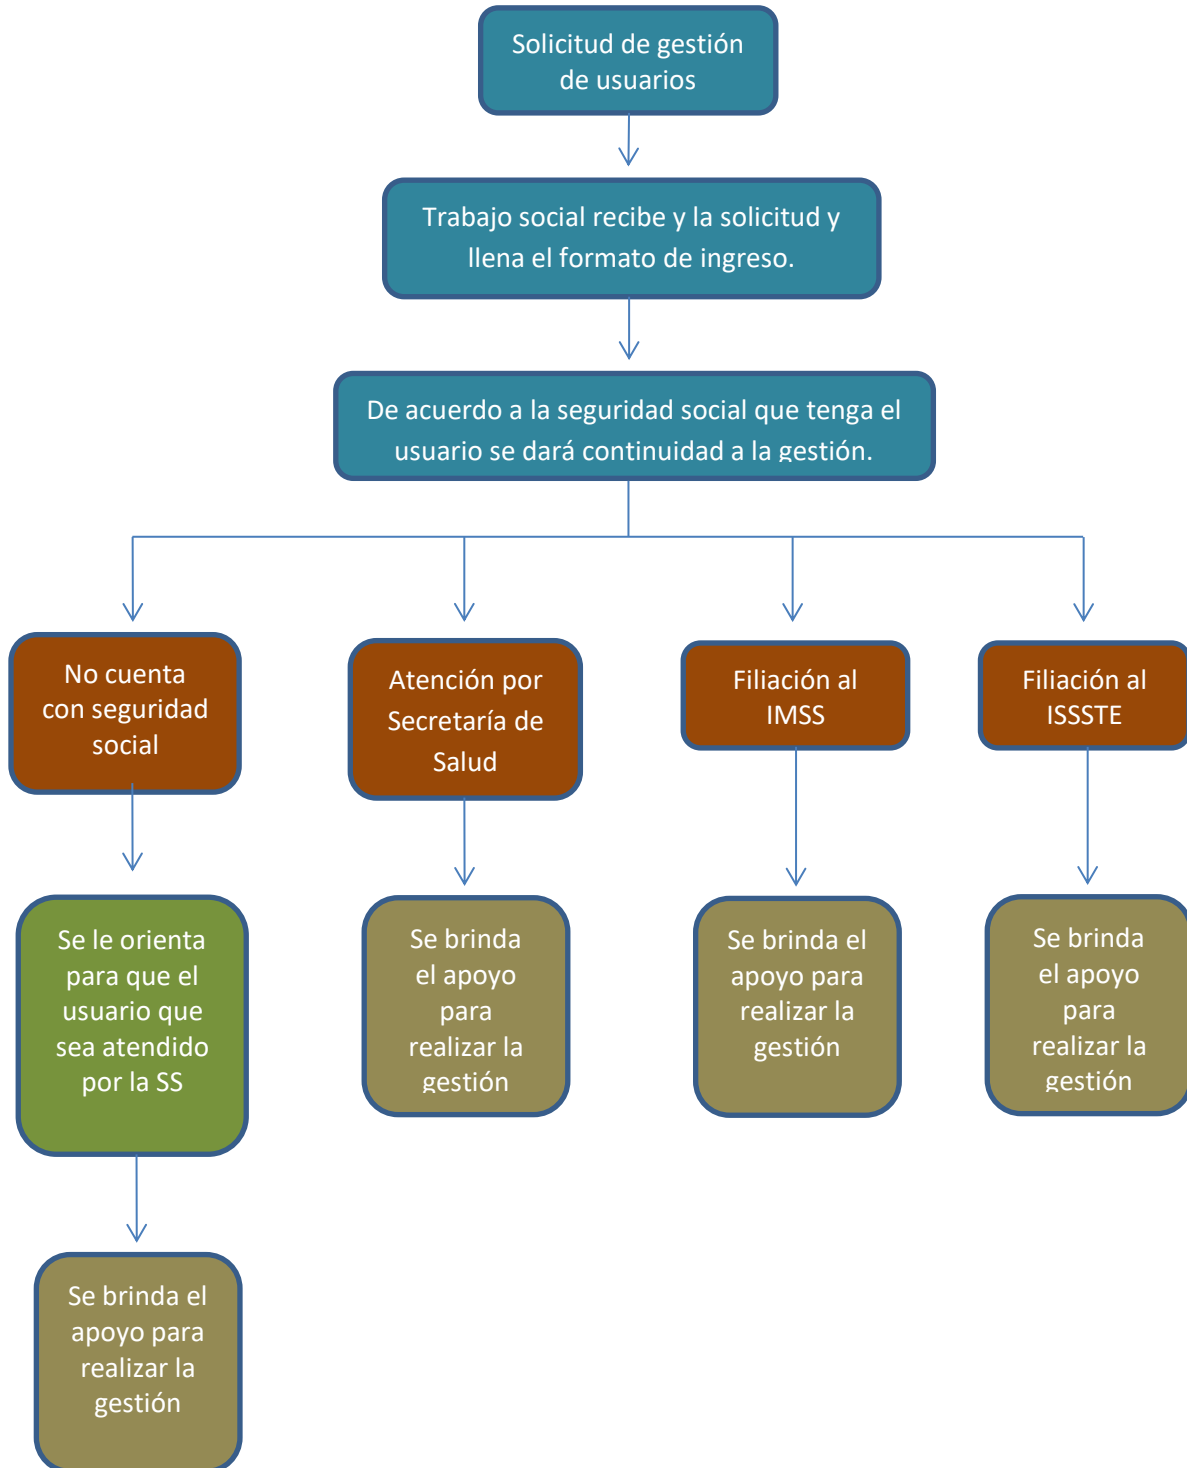 Solicitud de gestión
de usuarios
Trabajo social recibe y la solicitud y
llena el formato de ingreso.
De acuerdo a la seguridad social que tenga el
usuario se dará continuidad a la gestión.
No cuenta
con seguridad
social
Atención por
Secretaría de
Salud
Filiación al
IMSS
Filiación al
ISSSTE
Se le orienta
para que el
usuario que
sea atendido
por la SS
Se brinda
el apoyo
para
realizar la
gestión
Se brinda el
apoyo para
realizar la
gestión
Se brinda
el apoyo
para
realizar la
gestión
Se brinda el
apoyo para
realizar la
gestión